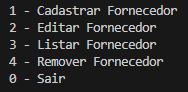 1 - Cadastrar Fornecedor
2 - Editar Fornecedor
3 - Listar Fornecedor
4 - Remover Fornecedor
0 - Sair